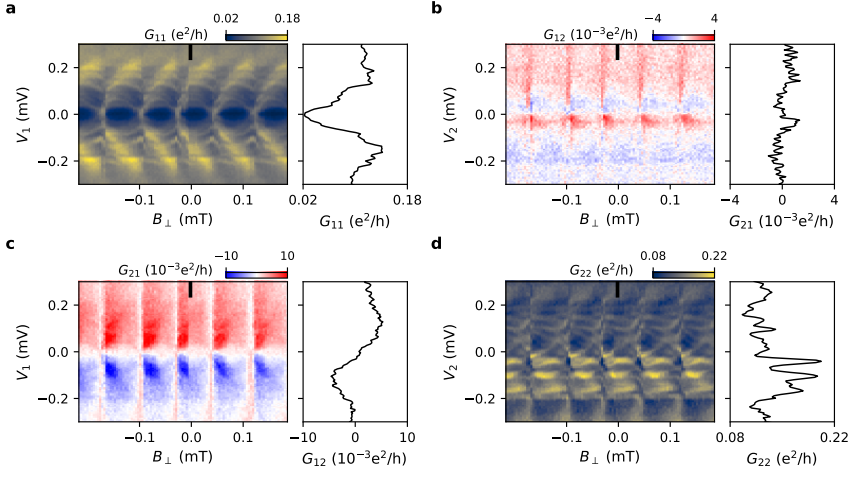 a
G₁₁ (e²/h)
0.02 0.18
V₁ (mV)
0.2
0.0
−0.2
−0.1 0.0 0.1
B⊥ (mT)
0.02 0.18
G₁₁ (e²/h)
b
G₁₂ (10⁻³e²/h)
−4 4
V₂ (mV)
0.2
0.0
−0.2
−0.1 0.0 0.1
B⊥ (mT)
−4 0 4
G₂₁ (10⁻³e²/h)
c
G₂₁ (10⁻³e²/h)
−10 10
V₁ (mV)
0.2
0.0
−0.2
−0.1 0.0 0.1
B⊥ (mT)
−10 0 10
G₁₂ (10⁻³e²/h)
d
G₂₂ (e²/h)
0.08 0.22
V₂ (mV)
0.2
0.0
−0.2
−0.1 0.0 0.1
B⊥ (mT)
0.08 0.22
G₂₂ (e²/h)